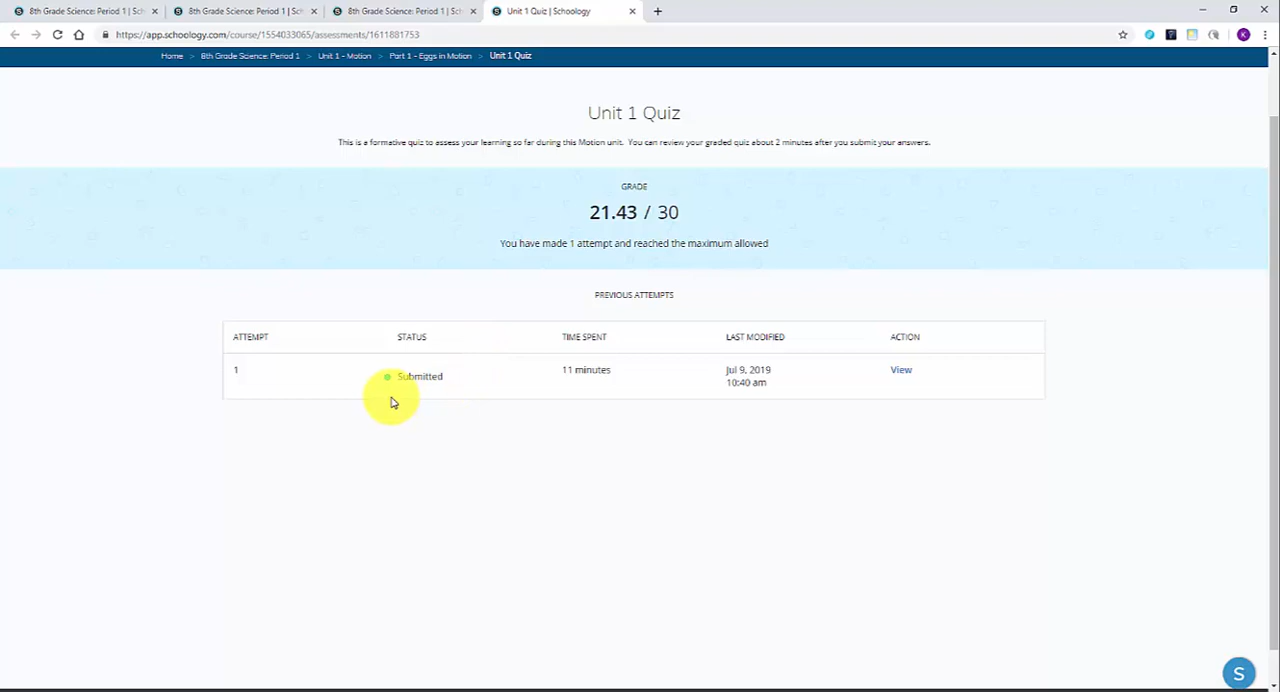 8th Grade Science: Period 1 | Sch
8th Grade Science: Period 1 | Sc
8th Grade Science: Period 1 | Sc
Unit 1 Quiz | Schoology
https://app.schoology.com/course/1554033065/assessments/1611881753
K
Home > 8th Grade Science: Period 1 > Unit 1 - Motion > Part 1 - Eggs in Motion > Unit 1 Quiz
Unit 1 Quiz
This is a formative quiz to assess your learning so far during this Motion unit. You can review your graded quiz about 2 minutes after you submit your answers.
GRADE
21.43 / 30
You have made 1 attempt and reached the maximum allowed
PREVIOUS ATTEMPTS
ATTEMPT STATUS TIME SPENT LAST MODIFIED ACTION
1 Submitted 11 minutes Jul 9, 2019 View
10:40 am
S